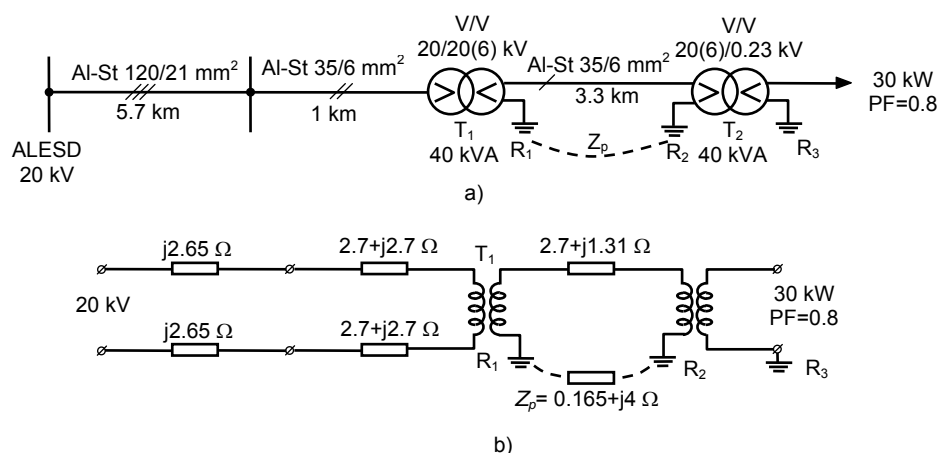 V/V
20/20(6) kV
V/V
20(6)/0.23 kV
Al-St 120/21 mm²
5.7 km
Al-St 35/6 mm²
1 km
Al-St 35/6 mm²
3.3 km
30 kW
PF=0.8
ALESD
20 kV
T₁
40 kVA
R₁
Zₚ
R₂
T₂
40 kVA
R₃
a)
j2.65 Ω
2.7+j2.7 Ω
T₁
2.7+j1.31 Ω
20 kV
30 kW
PF=0.8
j2.65 Ω
2.7+j2.7 Ω
R₁
R₂
R₃
Zₚ= 0.165+j4 Ω
b)